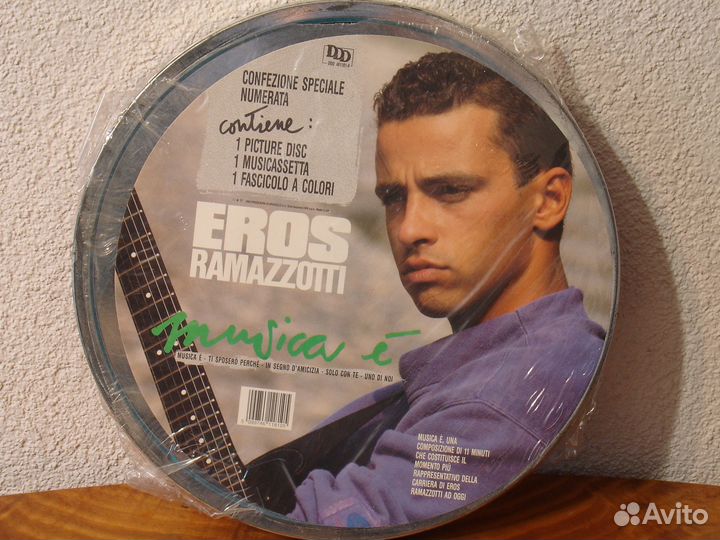 DDD
CONFEZIONE SPECIALE
NUMERATA
contiene:
1 PICTURE DISC
1 MUSICASSETTA
1 FASCICOLO A COLORI
EROS
RAMAZZOTTI
musica è
MUSICA È - TI SPOSERÒ PERCHÉ - IN SEGNO D'AMICIZIA - SOLO CON TE - UNO DI NOI
MUSICA È, UNA
COMPOSIZIONE DI 11 MINUTI
CHE COSTITUISCE IL
MOMENTO PIÙ
RAPPRESENTATIVO DELLA
CARRIERA DI EROS
RAMAZZOTTI AD OGGI
Avito